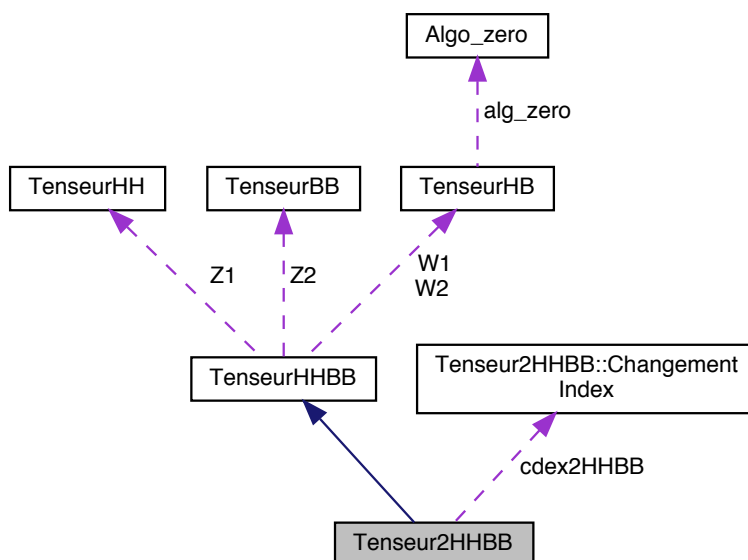 Algo_zero
alg_zero
TenseurHH
TenseurBB
TenseurHB
Z1
Z2
W1
W2
TenseurHHBB
Tenseur2HHBB::Changement
Index
cdex2HHBB
Tenseur2HHBB